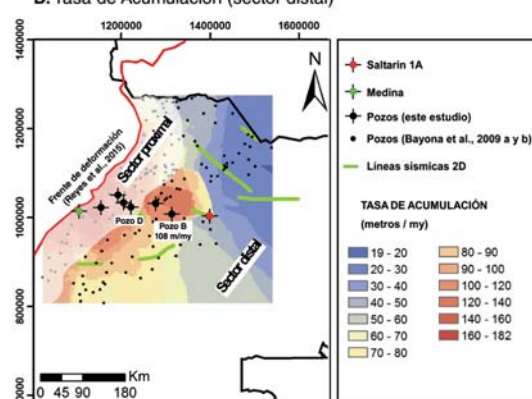 B. Tasa de Acumulación (sector distal)
1200000 1400000 1600000
1400000
1200000
1000000
800000
N
Frente de deformación
(Reyes et al., 2015)
Sector proximal
Pozo D
Pozo B
108 m/my
Sector distal
Km
0 45 90 180
Saltarin 1A
Medina
Pozos (este estudio)
Pozos (Bayona et al., 2009 a y b)
Líneas sísmicas 2D
TASA DE ACUMULACIÓN
(metros / my)
19 - 20
20 - 30
30 - 40
40 - 50
50 - 60
60 - 70
70 - 80
80 - 90
90 - 100
100 - 120
120 - 140
140 - 160
160 - 182